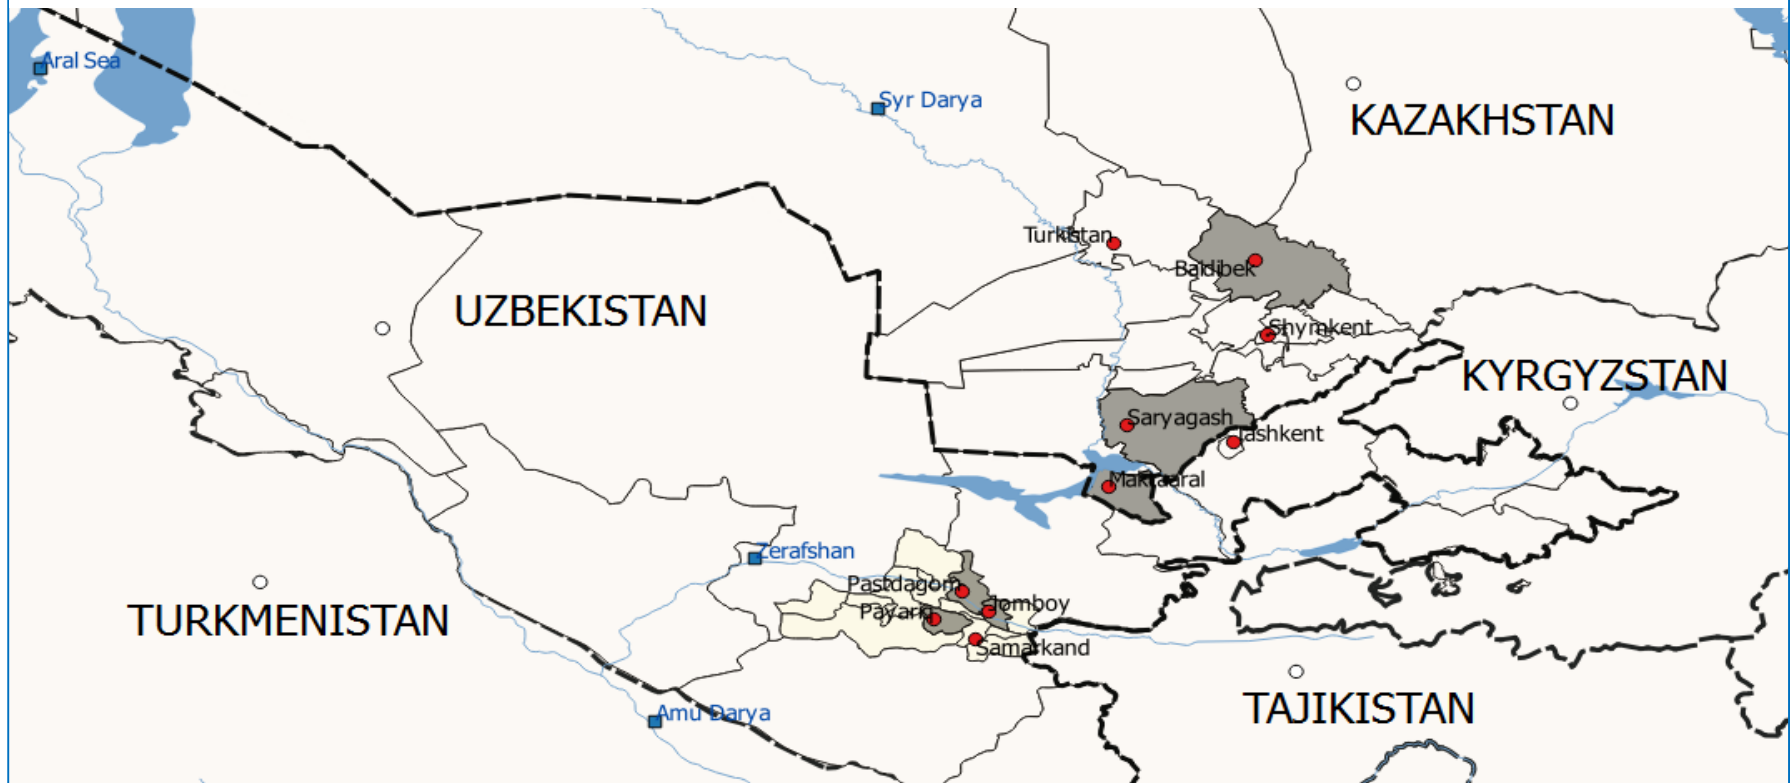 Aral Sea
Syr Darya
KAZAKHSTAN
Turkistan
Baidibek
UZBEKISTAN
Shymkent
KYRGYZSTAN
Saryagash
Tashkent
Maktaaral
Zerafshan
Pastdagom
Jomboy
Payariq
TURKMENISTAN
Samarkand
TAJIKISTAN
Amu Darya